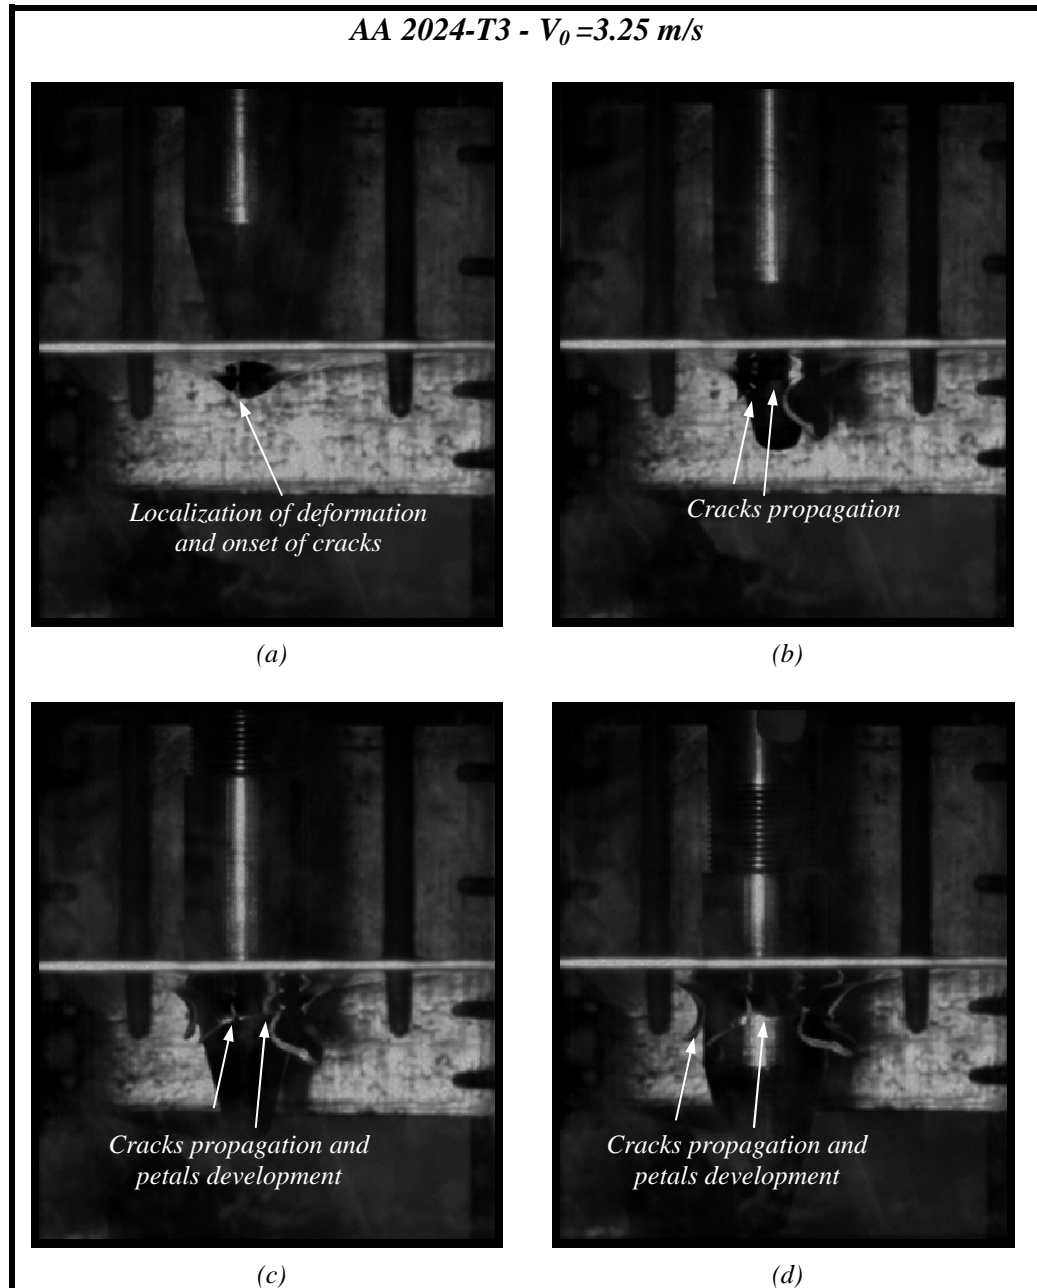 AA 2024-T3 - V0 =3.25 m/s
Localization of deformation
and onset of cracks
(a)
Cracks propagation
(b)
Cracks propagation and
petals development
(c)
Cracks propagation and
petals development
(d)